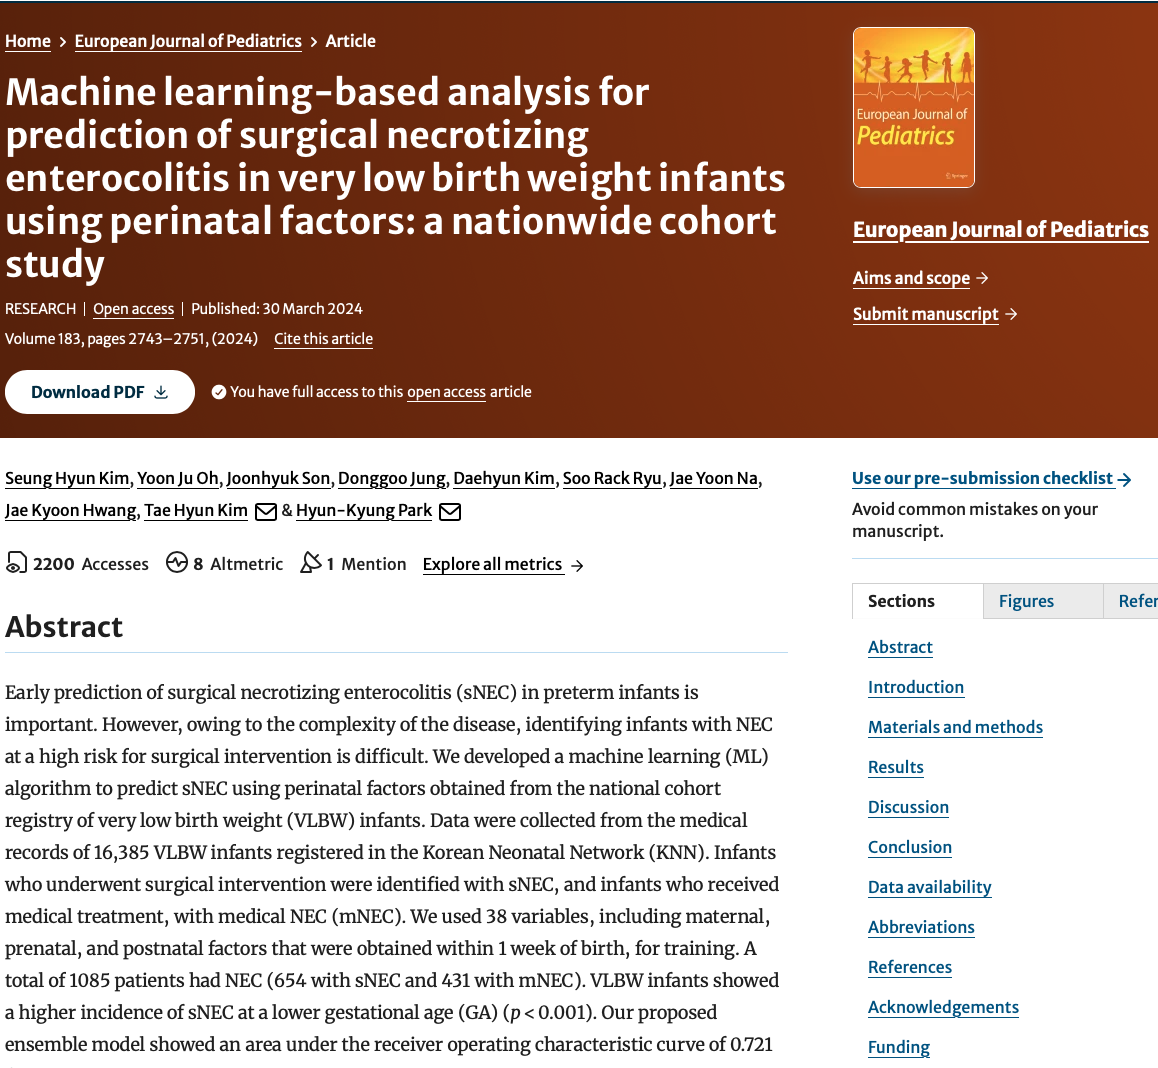 Home > European Journal of Pediatrics > Article
Machine learning-based analysis for
prediction of surgical necrotizing
enterocolitis in very low birth weight infants
using perinatal factors: a nationwide cohort
study
RESEARCH | Open access | Published: 30 March 2024
Volume 183, pages 2743–2751, (2024) Cite this article
Download PDF
You have full access to this open access article
European Journal of
Pediatrics
Springer
European Journal of Pediatrics
Aims and scope →
Submit manuscript →
Seung Hyun Kim, Yoon Ju Oh, Joonhyuk Son, Donggoo Jung, Daehyun Kim, Soo Rack Ryu, Jae Yoon Na,
Jae Kyoon Hwang, Tae Hyun Kim & Hyun-Kyung Park
2200 Accesses 8 Altmetric 1 Mention Explore all metrics →
Abstract
Early prediction of surgical necrotizing enterocolitis (sNEC) in preterm infants is
important. However, owing to the complexity of the disease, identifying infants with NEC
at a high risk for surgical intervention is difficult. We developed a machine learning (ML)
algorithm to predict sNEC using perinatal factors obtained from the national cohort
registry of very low birth weight (VLBW) infants. Data were collected from the medical
records of 16,385 VLBW infants registered in the Korean Neonatal Network (KNN). Infants
who underwent surgical intervention were identified with sNEC, and infants who received
medical treatment, with medical NEC (mNEC). We used 38 variables, including maternal,
prenatal, and postnatal factors that were obtained within 1 week of birth, for training. A
total of 1085 patients had NEC (654 with sNEC and 431 with mNEC). VLBW infants showed
a higher incidence of sNEC at a lower gestational age (GA) (p < 0.001). Our proposed
ensemble model showed an area under the receiver operating characteristic curve of 0.721
Use our pre-submission checklist →
Avoid common mistakes on your
manuscript.
Sections Figures Refer
Abstract
Introduction
Materials and methods
Results
Discussion
Conclusion
Data availability
Abbreviations
References
Acknowledgements
Funding